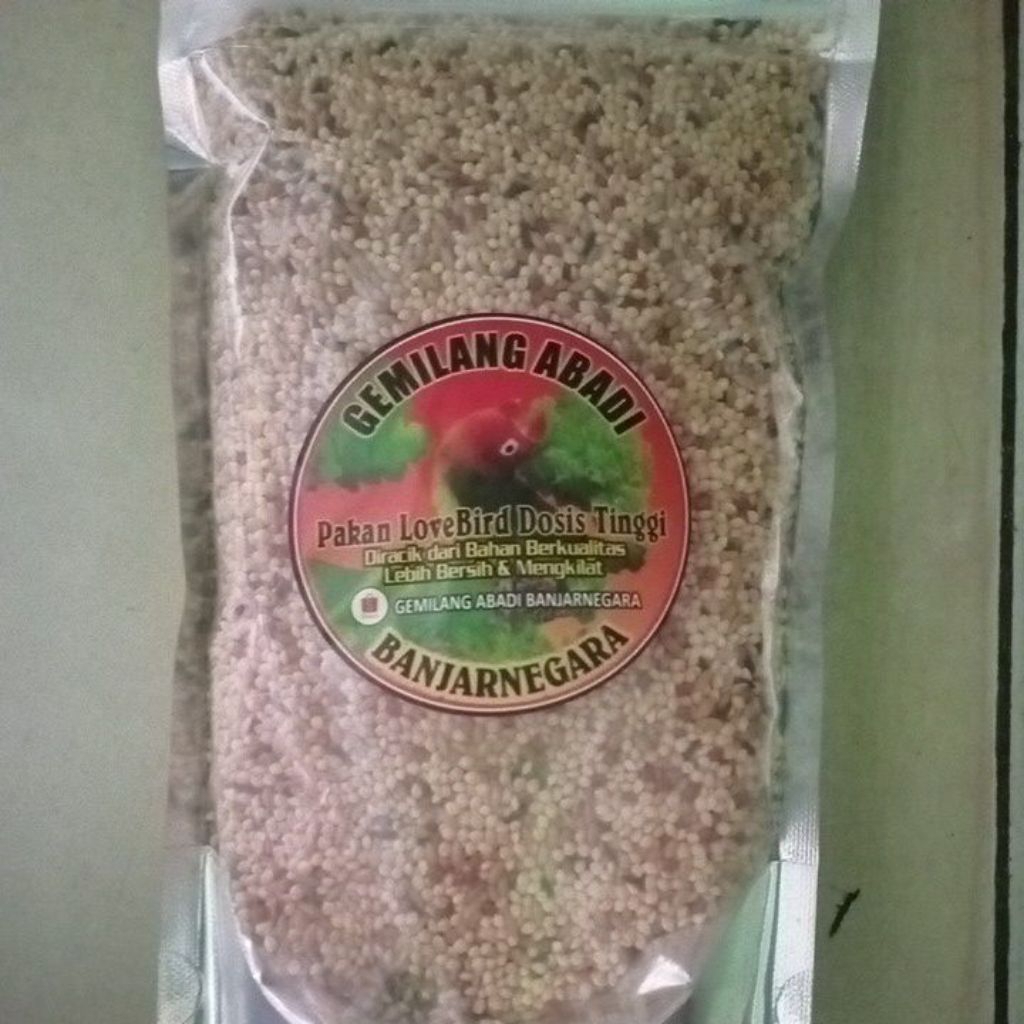 GEMILANG ABADI
Pakan LoveBird Dosis Tinggi
Diracik dari Bahan Berkualitas
Lebih Bersih & Mengkilat
GEMILANG ABADI BANJARNEGARA
BANJARNEGARA